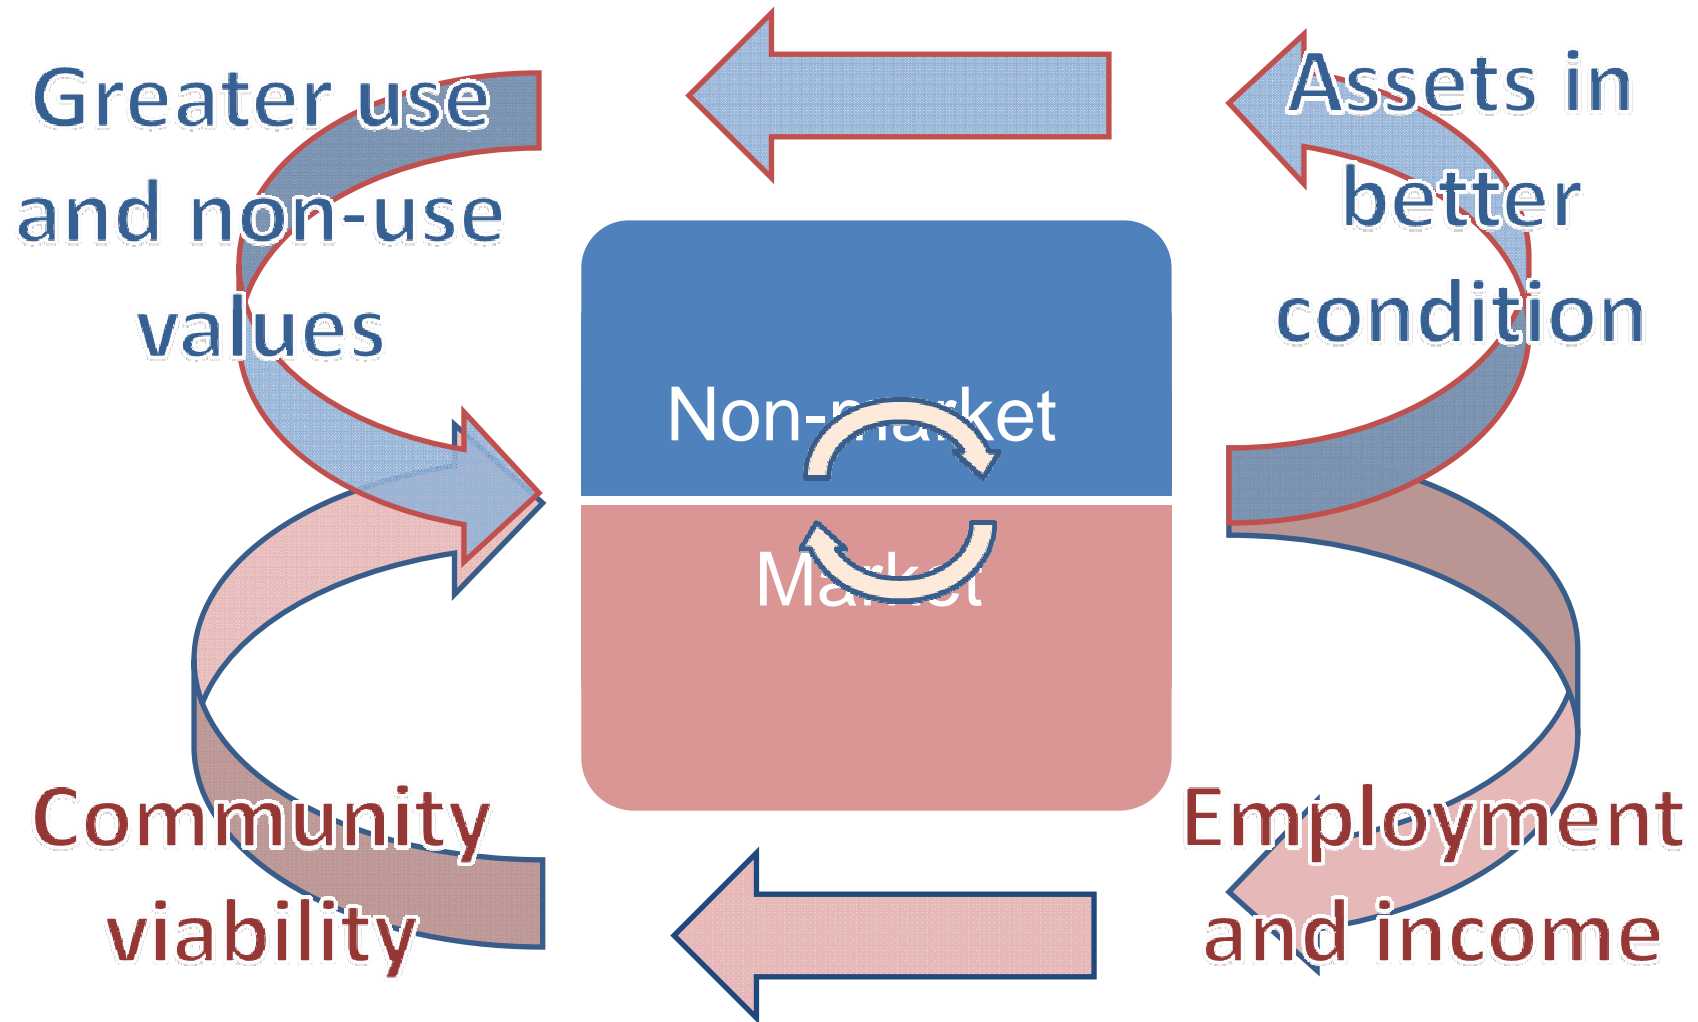 Greater use
and non-use
values
Assets in
better
condition
Non-market
Market
Community
viability
Employment
and income